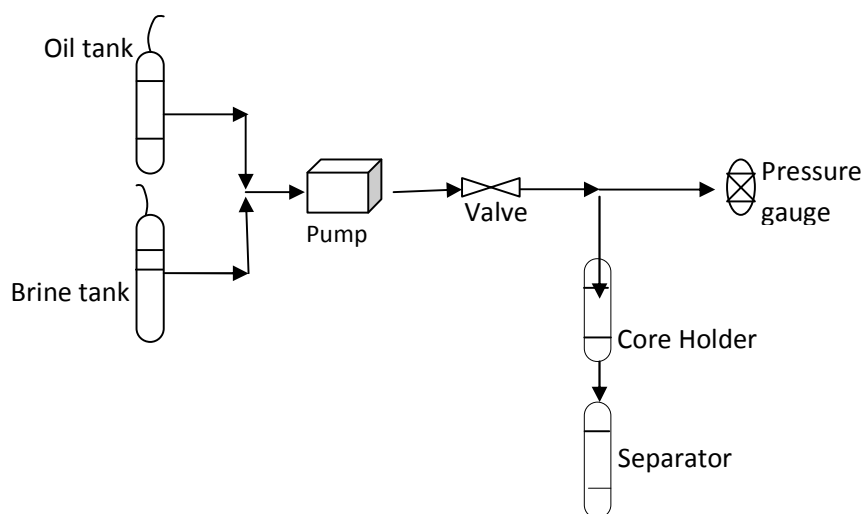 Oil tank
Pressure
gauge
Valve
Pump
Brine tank
Core Holder
Separator